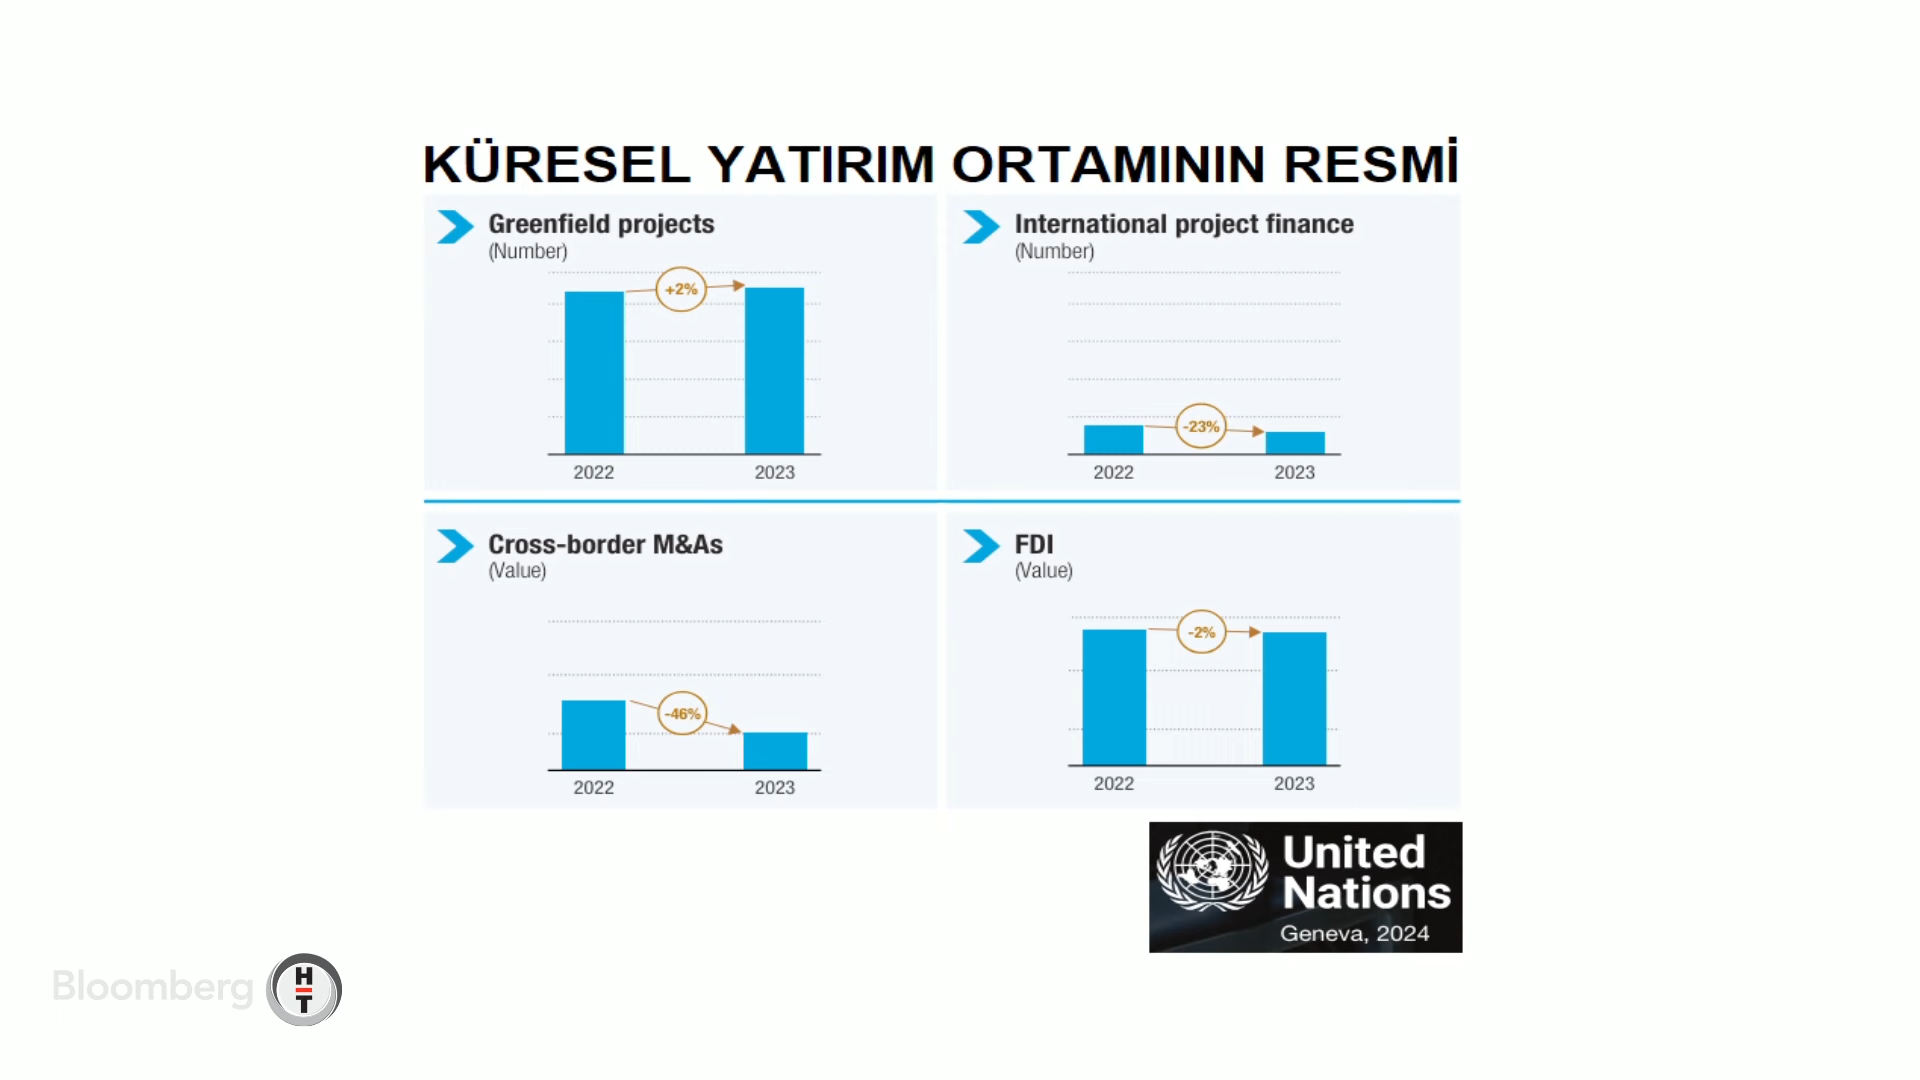 KÜRESEL YATIRIM ORTAMININ RESMİ
Greenfield projects
(Number)
+2%
2022
2023
International project finance
(Number)
-23%
2022
2023
Cross-border M&As
(Value)
-46%
2022
2023
FDI
(Value)
-2%
2022
2023
United
Nations
Geneva, 2024
Bloomberg HT